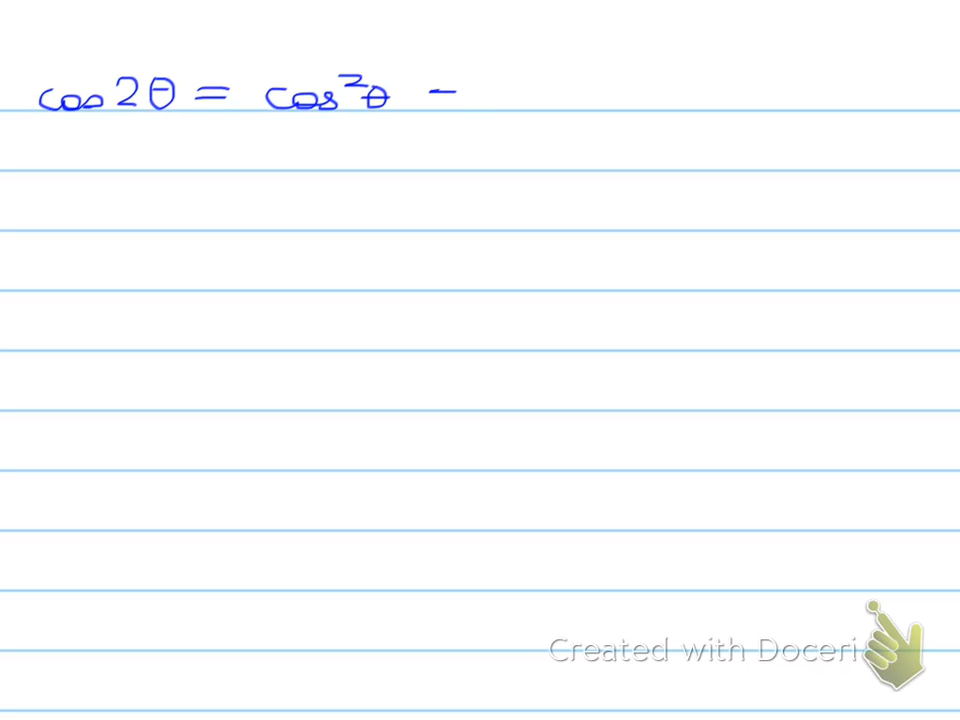 cos 2θ = cos²θ -
Created with Doceri